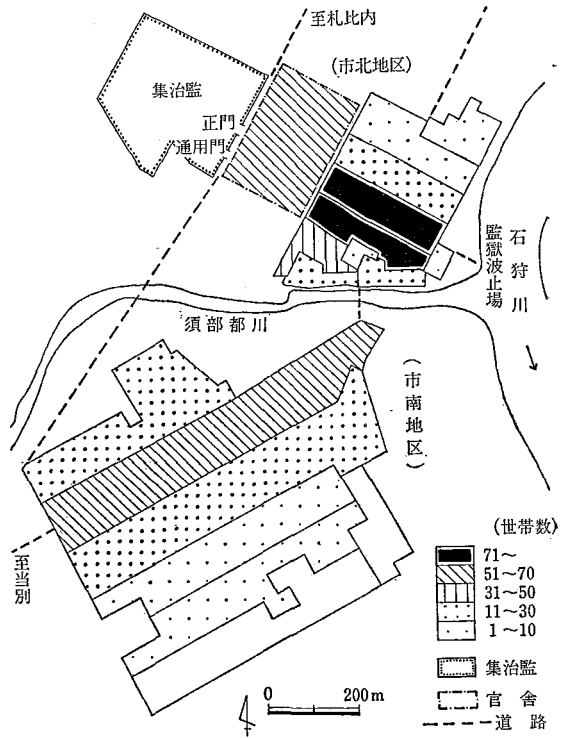 至札比内
(市北地区)
集治監
正門
通用門
石狩川
監獄波止場
須部都川
(市南地区)
至当別
(世帯数)
71〜
51〜70
31〜50
11〜30
1〜10
集治監
官舎
道路
0 200m